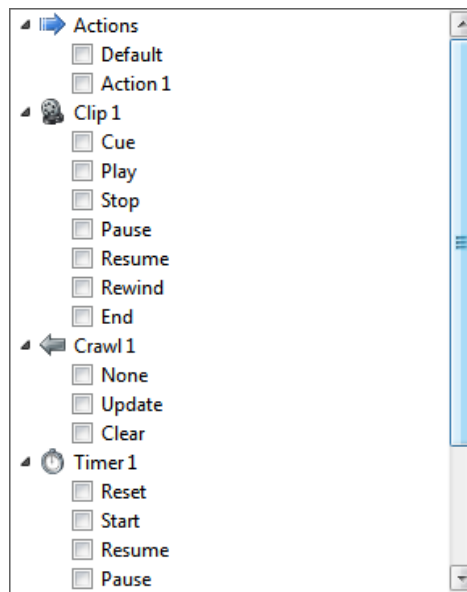 Actions
Default
Action 1
Clip 1
Cue
Play
Stop
Pause
Resume
Rewind
End
Crawl 1
None
Update
Clear
Timer 1
Reset
Start
Resume
Pause